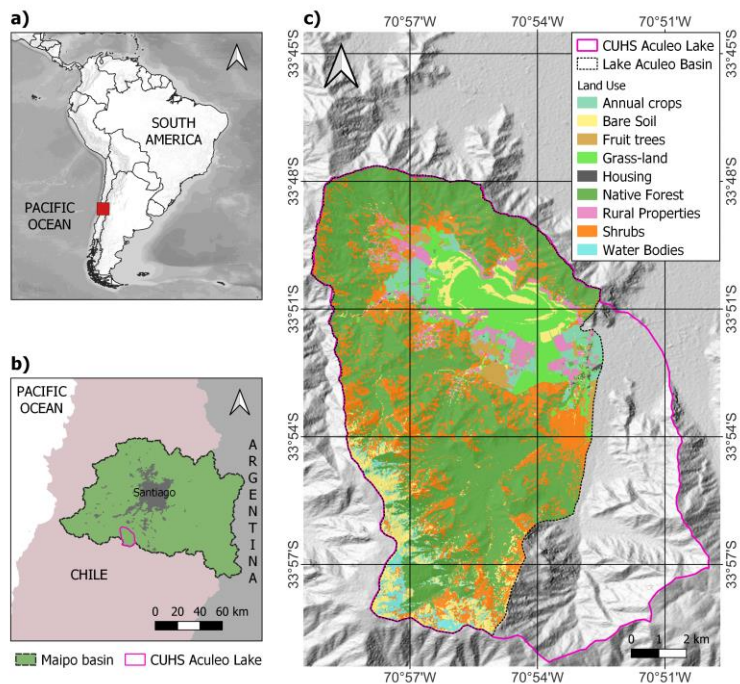 a)
SOUTH
AMERICA
PACIFIC
OCEAN
b)
PACIFIC
OCEAN
Santiago
ARGENTINA
CHILE
0 20 40 60 km
Maipo basin
CUHS Aculeo Lake
c)
70°57'W 70°54'W 70°51'W
33°45'S
33°48'S
33°51'S
33°54'S
33°57'S
33°45'S
33°48'S
33°51'S
33°54'S
33°57'S
CUHS Aculeo Lake
Lake Aculeo Basin
Land Use
Annual crops
Bare Soil
Fruit trees
Grass-land
Housing
Native Forest
Rural Properties
Shrubs
Water Bodies
0 1 2 km
70°57'W 70°54'W 70°51'W